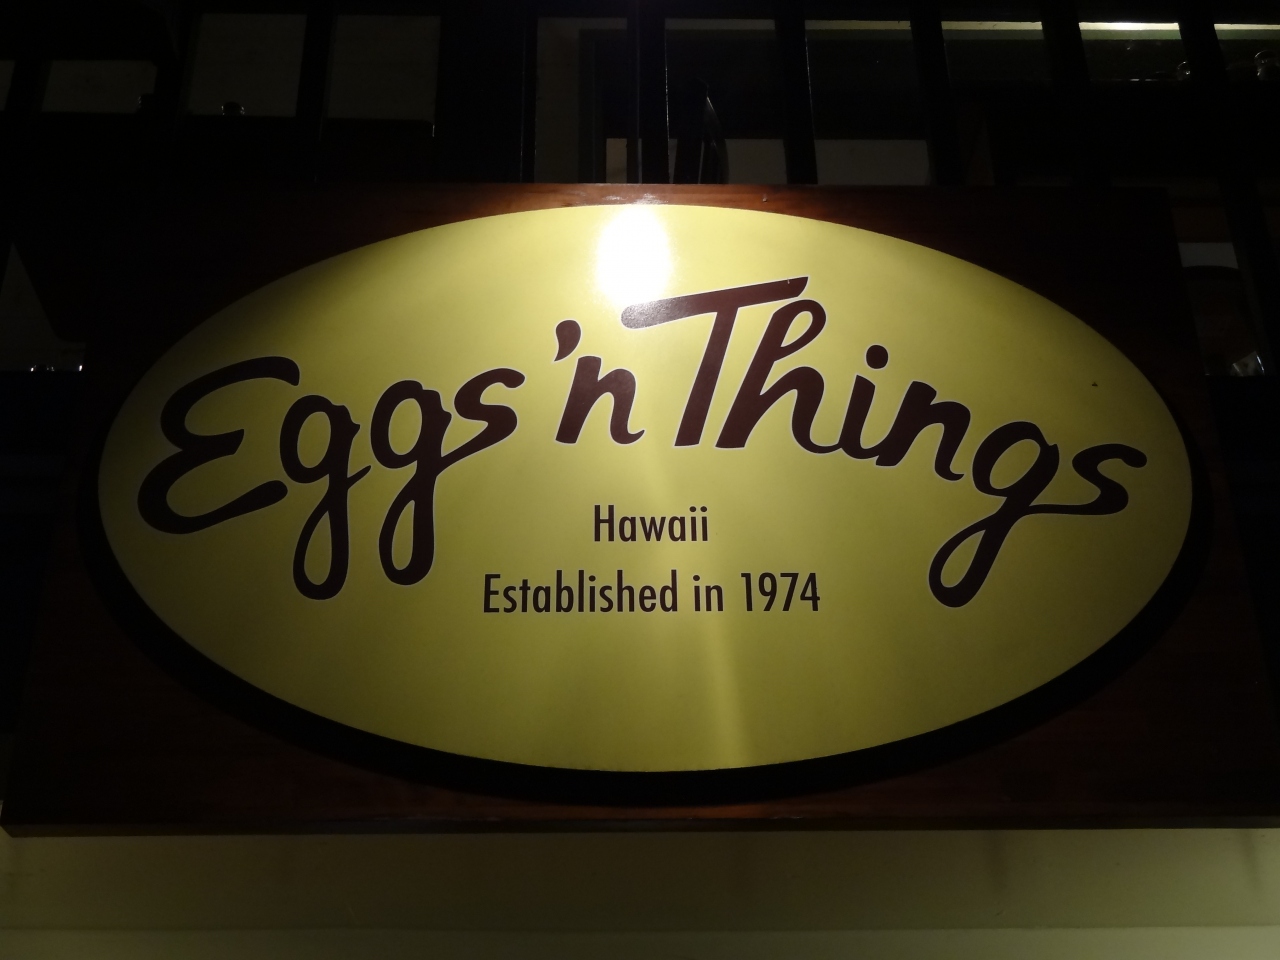 Eggs 'n Things
Hawaii
Established in 1974